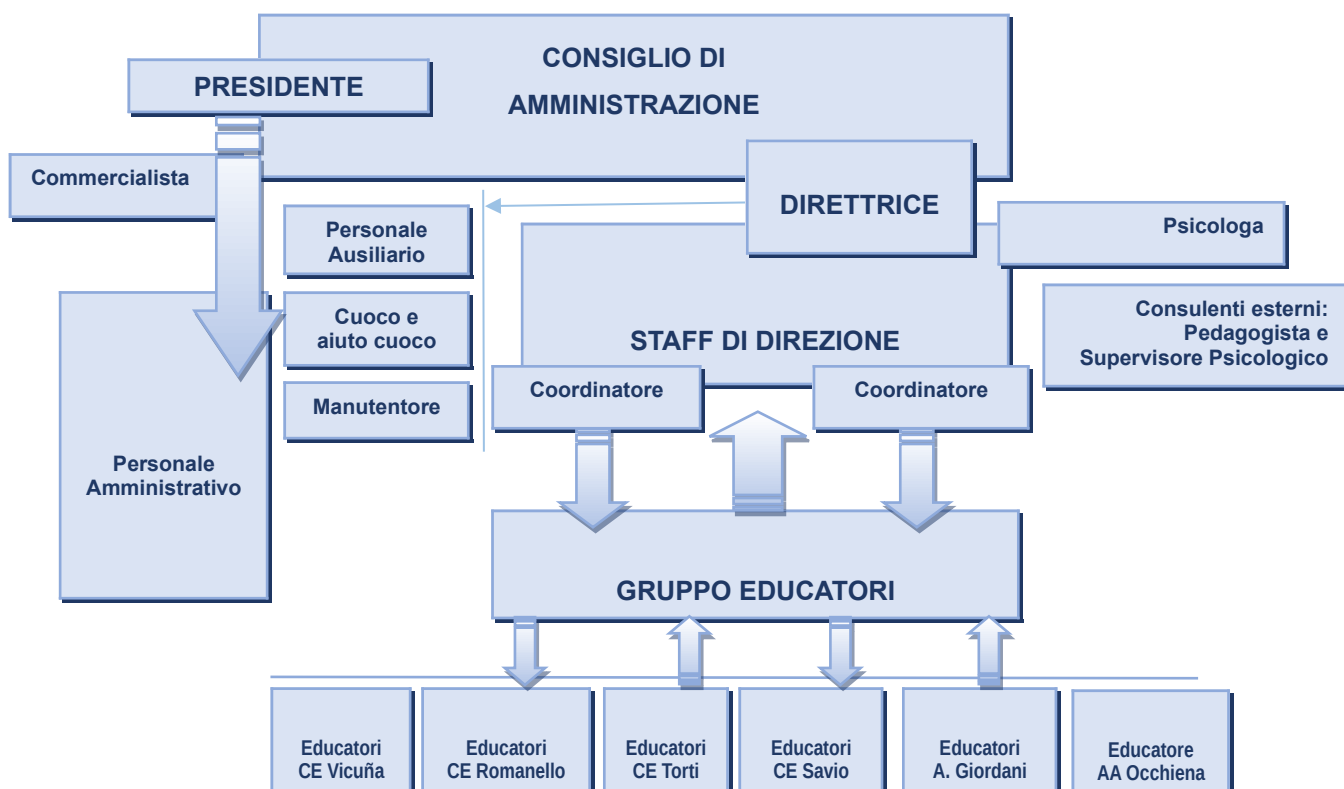 CONSIGLIO DI
AMMINISTRAZIONE
PRESIDENTE
Commercialista
DIRETTRICE
Personale
Ausiliario
Psicologa
Cuoco e
aiuto cuoco
STAFF DI DIREZIONE
Consulenti esterni:
Pedagogista e
Supervisore Psicologico
Manutentore
Coordinatore
Coordinatore
Personale
Amministrativo
GRUPPO EDUCATORI
Educatori
CE Vicuña
Educatori
CE Romanello
Educatori
CE Torti
Educatori
CE Savio
Educatori
A. Giordani
Educatore
AA Occhiena